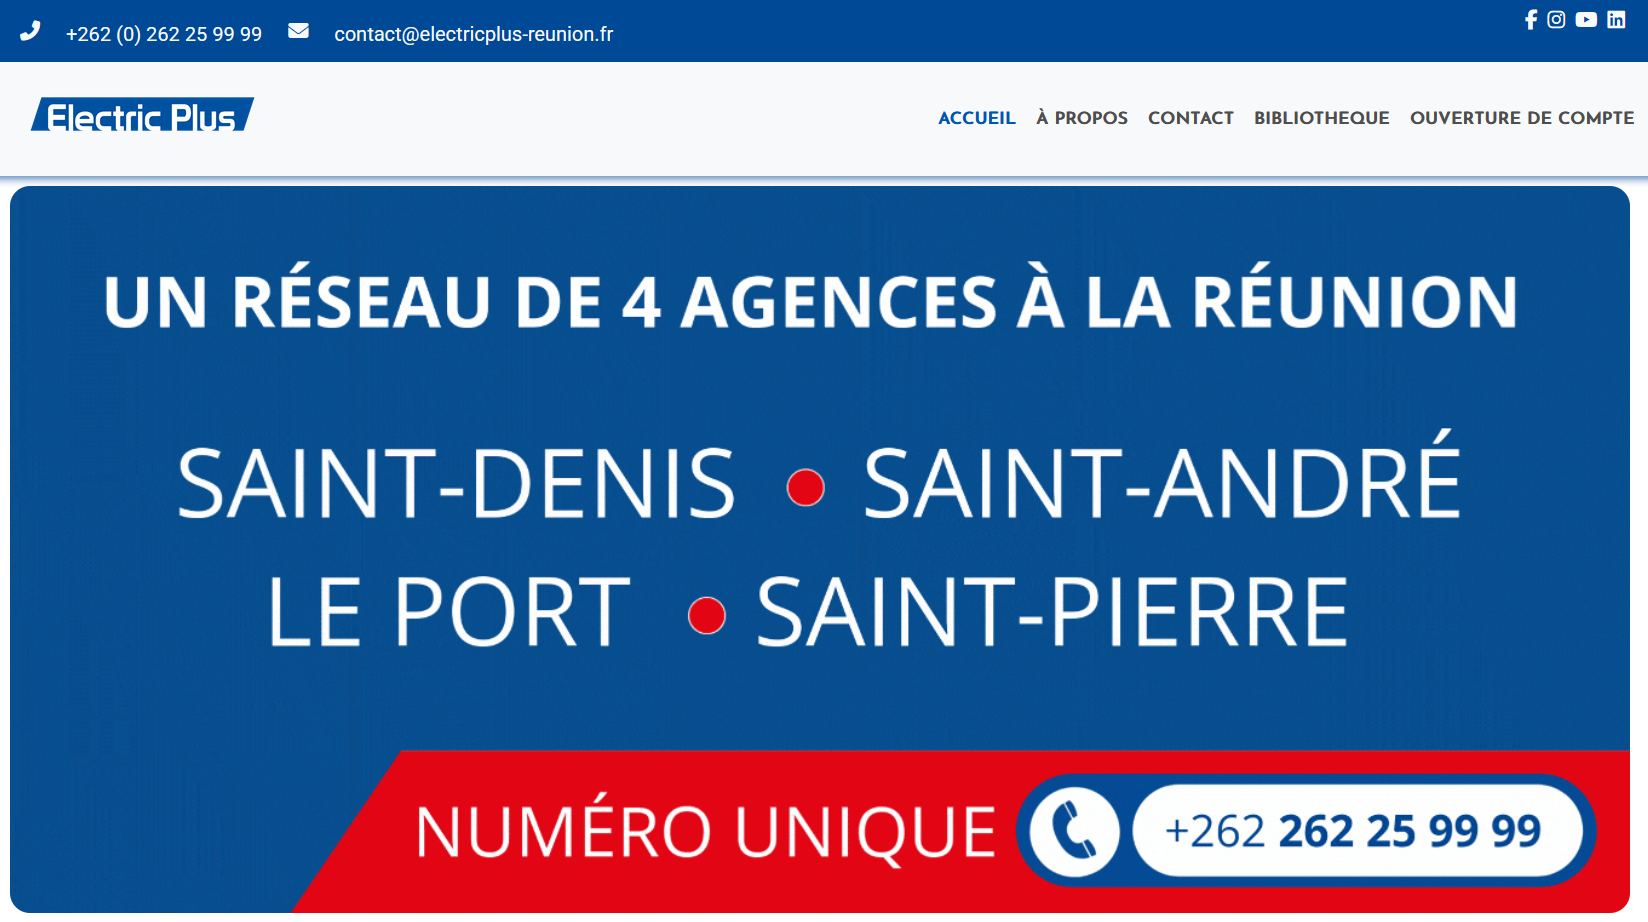 +262 (0) 262 25 99 99 contact@electricplus-reunion.fr
Electric Plus
ACCUEIL À PROPOS CONTACT BIBLIOTHEQUE OUVERTURE DE COMPTE
UN RÉSEAU DE 4 AGENCES À LA RÉUNION
SAINT-DENIS • SAINT-ANDRÉ
LE PORT • SAINT-PIERRE
NUMÉRO UNIQUE +262 262 25 99 99